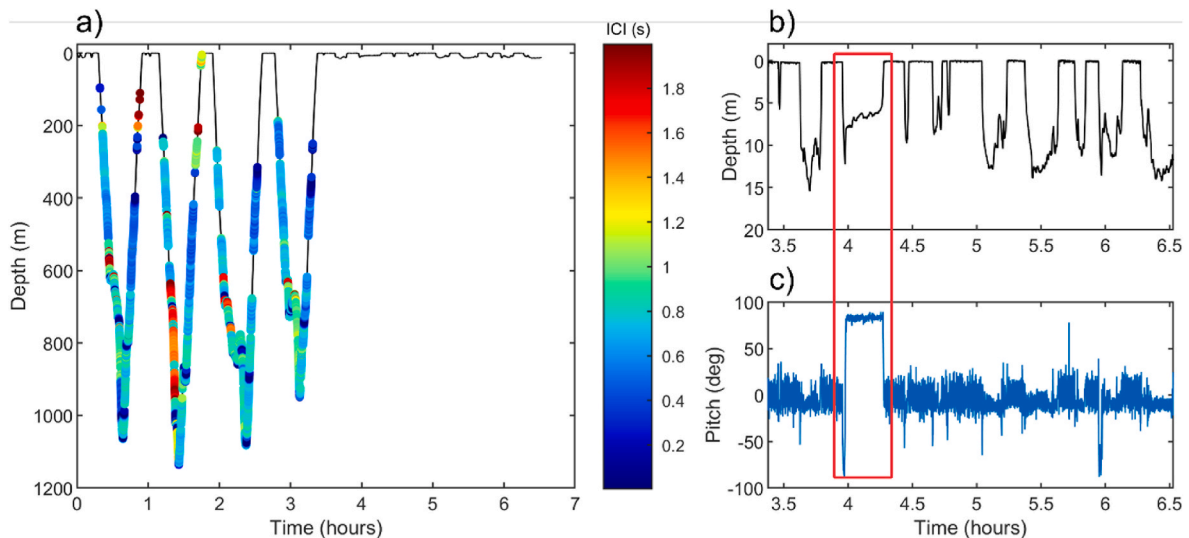 a)
ICI (s)
b)
0
200
400
600
800
1000
1200
Depth (m)
0 1 2 3 4 5 6 7
Time (hours)
1.8
1.6
1.4
1.2
1
0.8
0.6
0.4
0.2
0
5
10
15
20
Depth (m)
3.5 4 4.5 5 5.5 6 6.5
c)
100
50
0
-50
-100
Pitch (deg)
3.5 4 4.5 5 5.5 6 6.5
Time (hours)